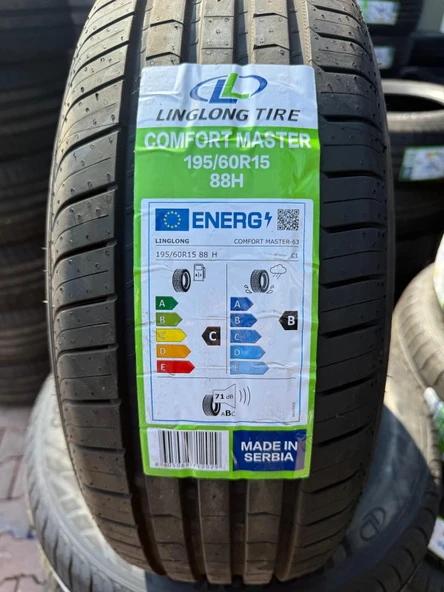 LINGLONG TIRE
COMFORT MASTER
195/60R15
88H
ENERG
LINGLONG COMFORT MASTER-63
195/60R15 88 H C1
A A
B B B
C C C
D D
E E
71 dB
ABC
MADE IN
SERBIA